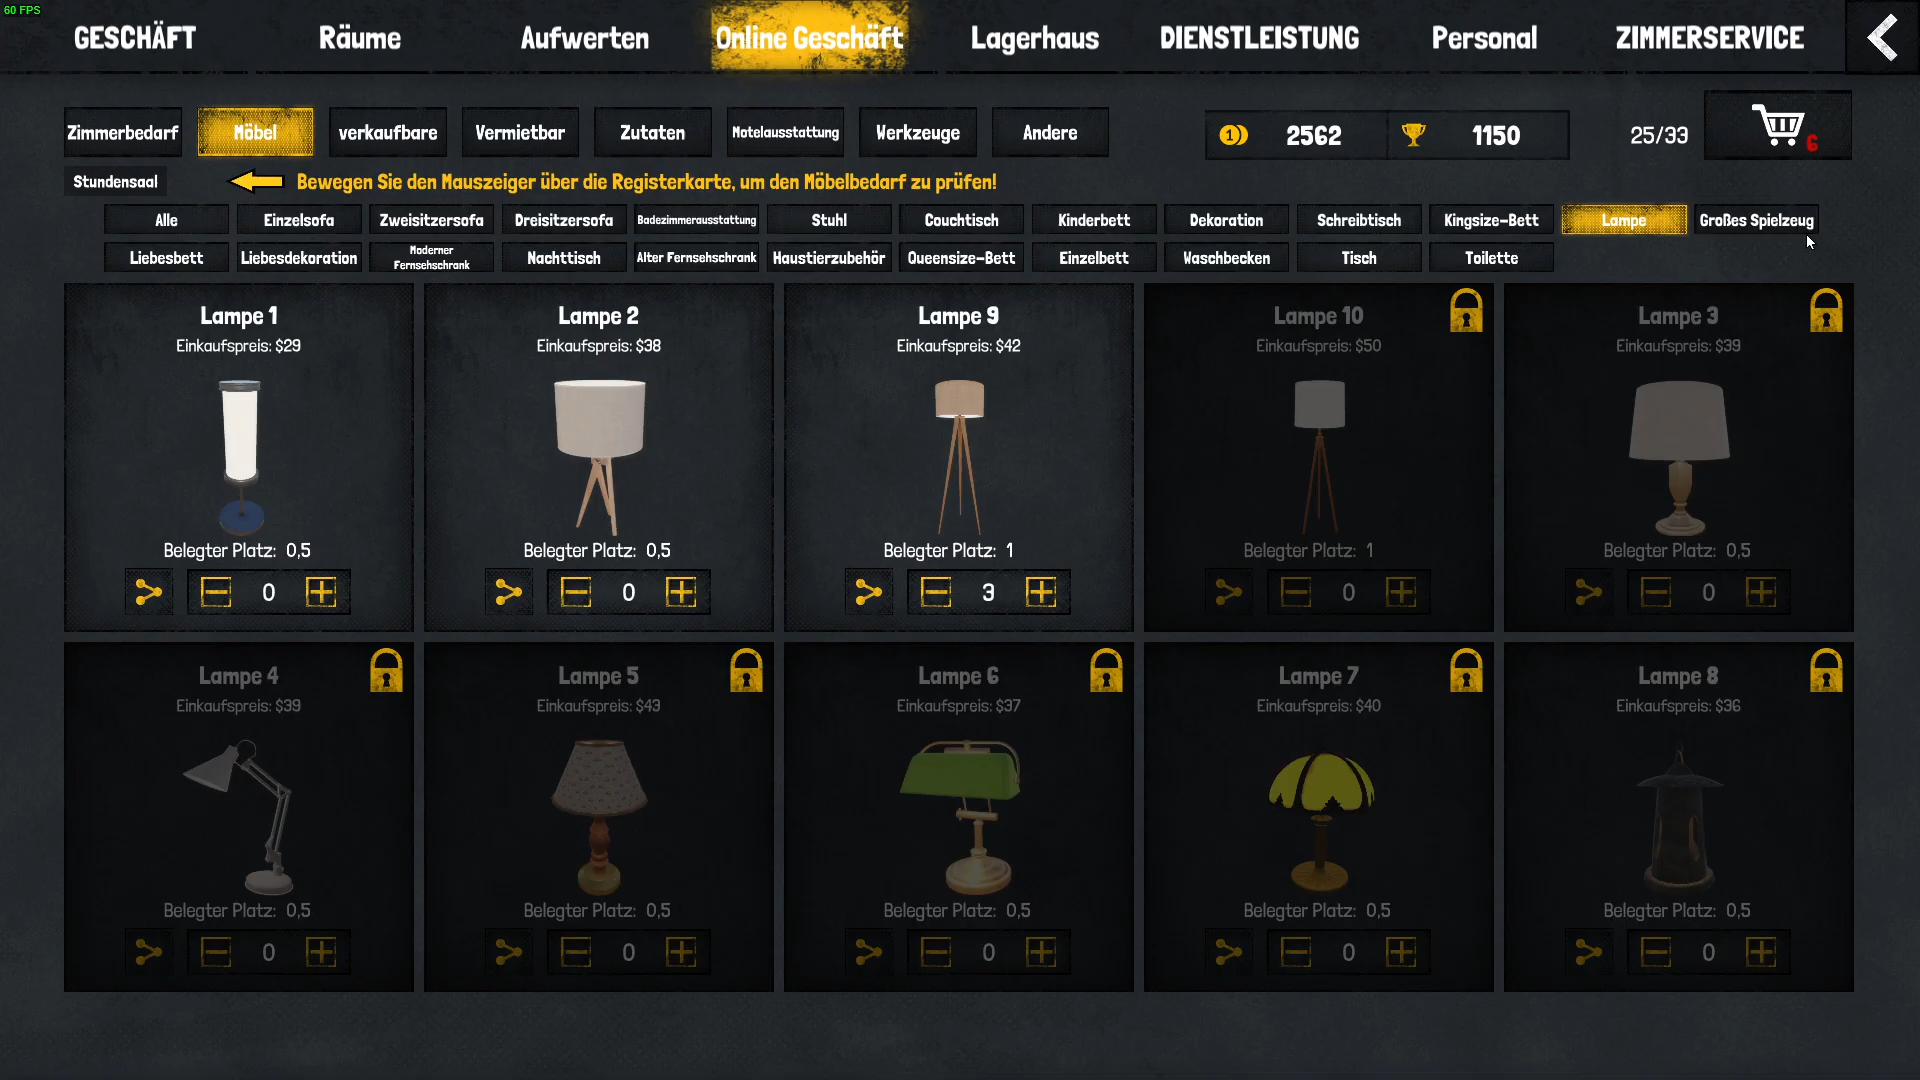 60 FPS
GESCHÄFT Räume Aufwerten Online Geschäft Lagerhaus DIENSTLEISTUNG Personal ZIMMERSERVICE
Zimmerbedarf Möbel verkaufbare Vermietbar Zutaten Motelausstattung Werkzeuge Andere 1 2562 1150 25/33 6
Stundensaal Bewegen Sie den Mauszeiger über die Registerkarte, um den Möbelbedarf zu prüfen!
Alle Einzelsofa Zweisitzersofa Dreisitzersofa Badezimmerausstattung Stuhl Couchtisch Kinderbett Dekoration Schreibtisch Kingsize-Bett Lampe Großes Spielzeug
Liebesbett Liebesdekoration Moderner Fernsehschrank Nachttisch Alter Fernsehschrank Haustierzubehör Queensize-Bett Einzelbett Waschbecken Tisch Toilette
Lampe 1 Lampe 2 Lampe 9 Lampe 10 Lampe 3
Einkaufspreis: $29 Einkaufspreis: $38 Einkaufspreis: $42 Einkaufspreis: $50 Einkaufspreis: $39
Belegter Platz: 0,5 Belegter Platz: 0,5 Belegter Platz: 1 Belegter Platz: 1 Belegter Platz: 0,5
0 0 3 0 0
Lampe 4 Lampe 5 Lampe 6 Lampe 7 Lampe 8
Einkaufspreis: $39 Einkaufspreis: $43 Einkaufspreis: $37 Einkaufspreis: $40 Einkaufspreis: $36
Belegter Platz: 0,5 Belegter Platz: 0,5 Belegter Platz: 0,5 Belegter Platz: 0,5 Belegter Platz: 0,5
0 0 0 0 0